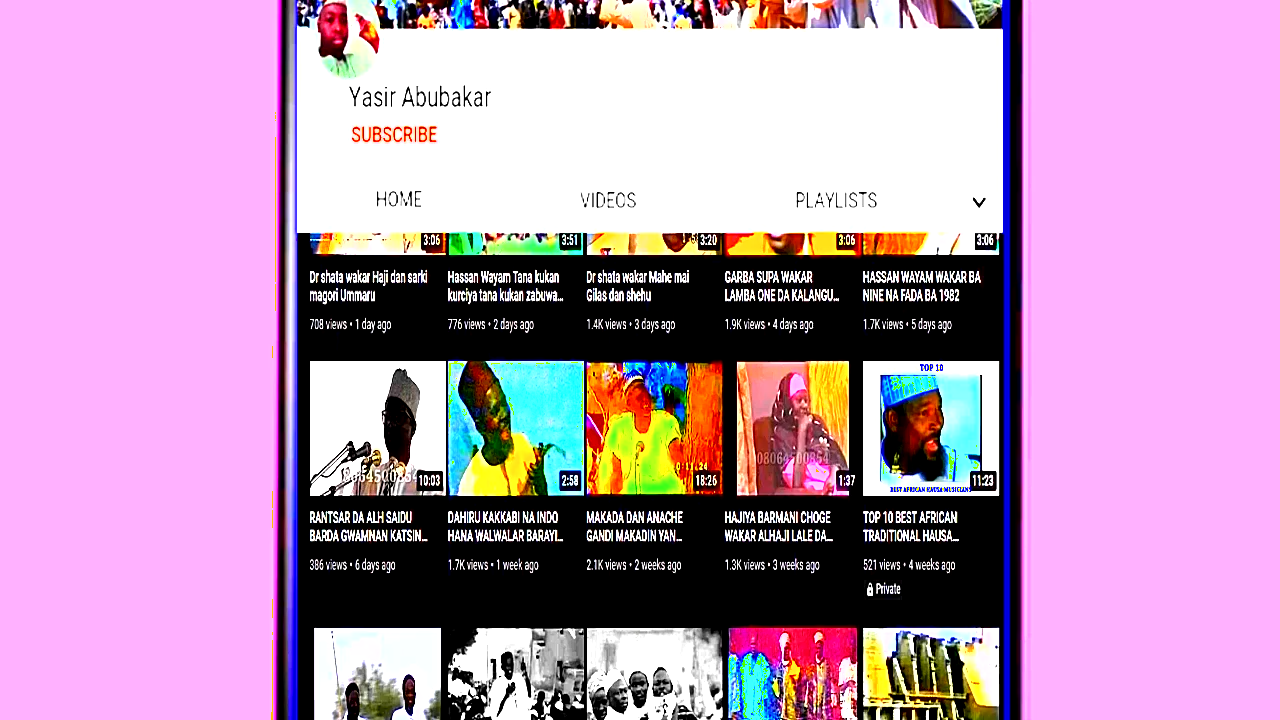 Yasir Abubakar
SUBSCRIBE
HOME VIDEOS PLAYLISTS
3:06 3:51 3:20 3:06 3:06
Dr shata wakar Haji dan sarki
magori Ummaru
708 views • 1 day ago
Hassan Wayam Tana kukan
kurciya tana kukan zabuwa...
776 views • 2 days ago
Dr shata wakar Mahe mai
Gilas dan shehu
1.4K views • 3 days ago
GARBA SUPA WAKAR
LAMBA ONE DA KALANGU...
1.9K views • 4 days ago
HASSAN WAYAM WAKAR BA
NINE NA FADA BA 1982
1.7K views • 5 days ago
10:03
RANTSAR DA ALH SAIDU
BARDA GWAMNAN KATSIN...
386 views • 6 days ago
2:58
DAHIRU KAKKABI NA INDO
HANA WALWALAR BARAYI...
1.7K views • 1 week ago
18:26
MAKADA DAN ANACHE
GANDI MAKADIN YAN...
2.1K views • 2 weeks ago
08064500854
1:37
HAJIYA BARMANI CHOGE
WAKAR ALHAJI LALE DA...
1.3K views • 3 weeks ago
TOP 10
BEST AFRICAN HAUSA MUSICIANS
11:23
TOP 10 BEST AFRICAN
TRADITIONAL HAUSA...
521 views • 4 weeks ago
Private